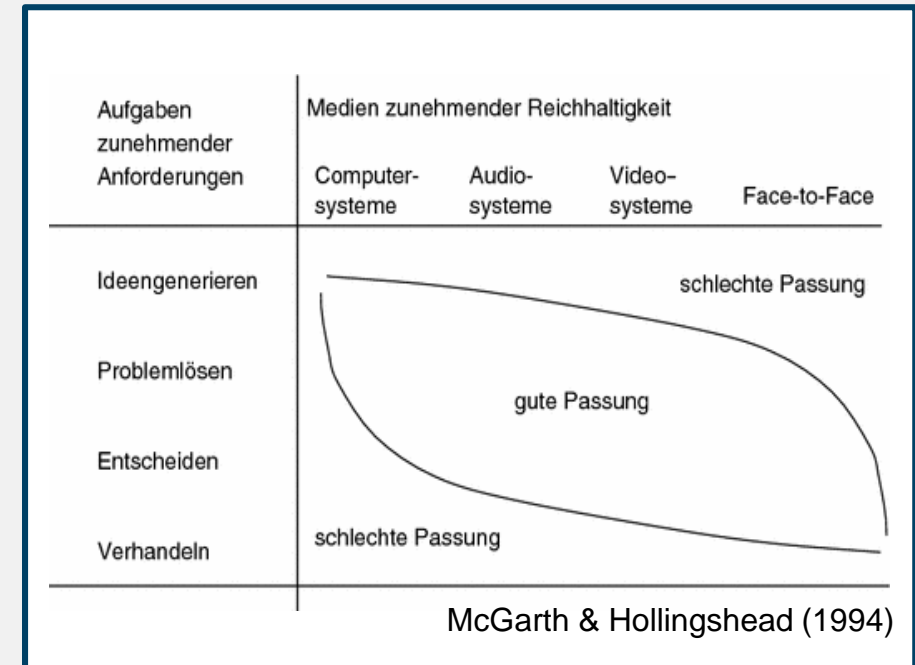 Aufgaben
zunehmender
Anforderungen
Medien zunehmender Reichhaltigkeit
Computer-
systeme
Audio-
systeme
Video–
systeme
Face-to-Face
Ideengenerieren
schlechte Passung
Problemlösen
gute Passung
Entscheiden
Verhandeln
schlechte Passung
McGarth & Hollingshead (1994)